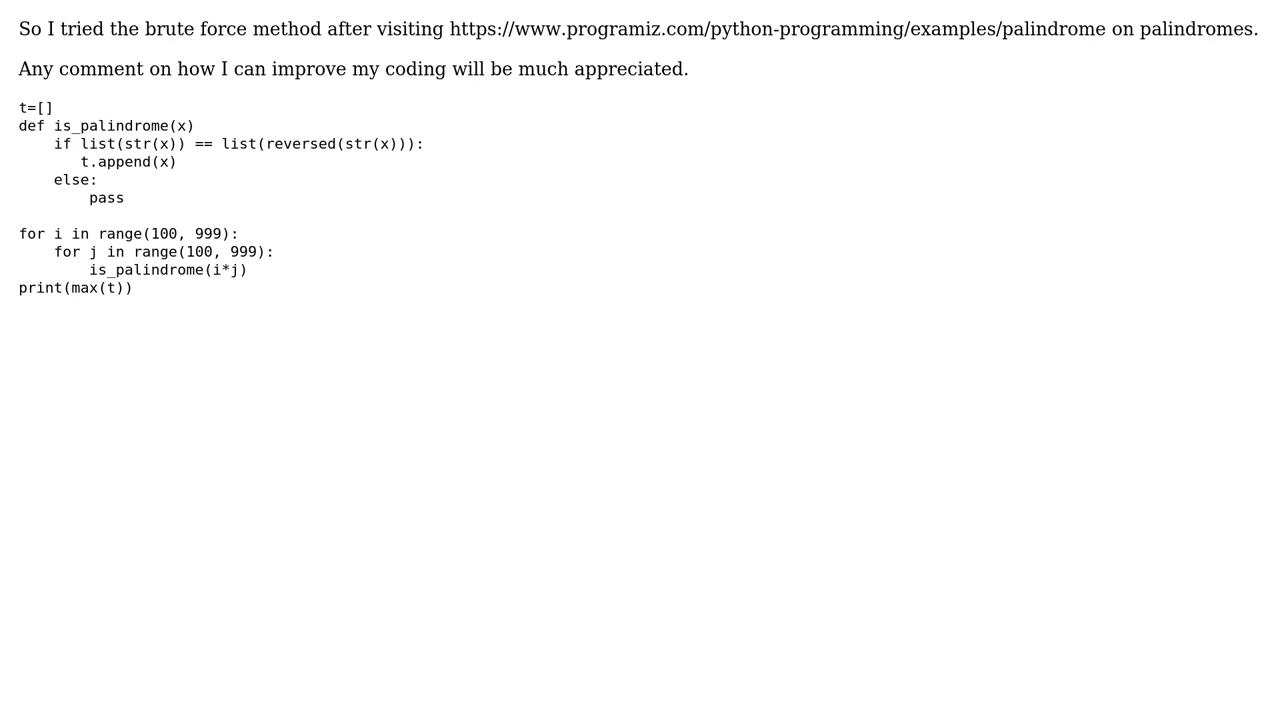 So I tried the brute force method after visiting https://www.programiz.com/python-programming/examples/palindrome on palindromes.
Any comment on how I can improve my coding will be much appreciated.
t=[]
def is_palindrome(x)
    if list(str(x)) == list(reversed(str(x))):
       t.append(x)
    else:
        pass

for i in range(100, 999):
    for j in range(100, 999):
        is_palindrome(i*j)
print(max(t))